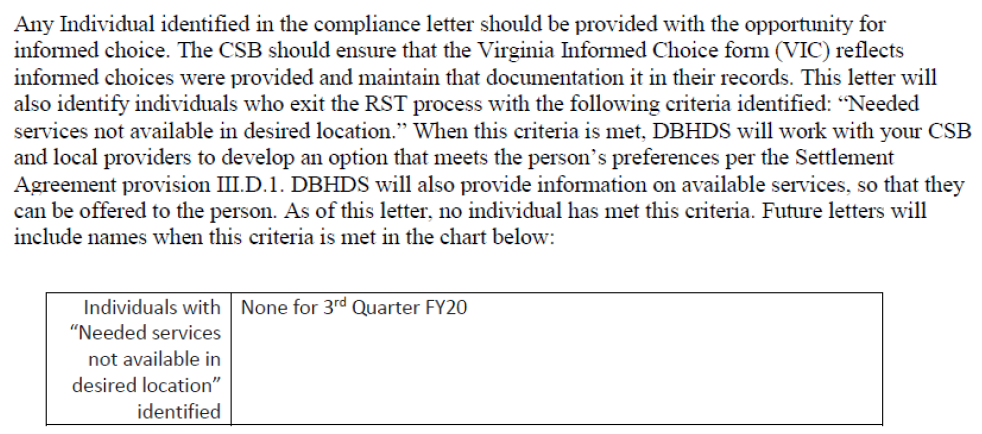 Any Individual identified in the compliance letter should be provided with the opportunity for
informed choice. The CSB should ensure that the Virginia Informed Choice form (VIC) reflects
informed choices were provided and maintain that documentation it in their records. This letter will
also identify individuals who exit the RST process with the following criteria identified: “Needed
services not available in desired location.” When this criteria is met, DBHDS will work with your CSB
and local providers to develop an option that meets the person’s preferences per the Settlement
Agreement provision III.D.1. DBHDS will also provide information on available services, so that they
can be offered to the person. As of this letter, no individual has met this criteria. Future letters will
include names when this criteria is met in the chart below:
Individuals with
“Needed services
not available in
desired location”
identified
None for 3rd Quarter FY20